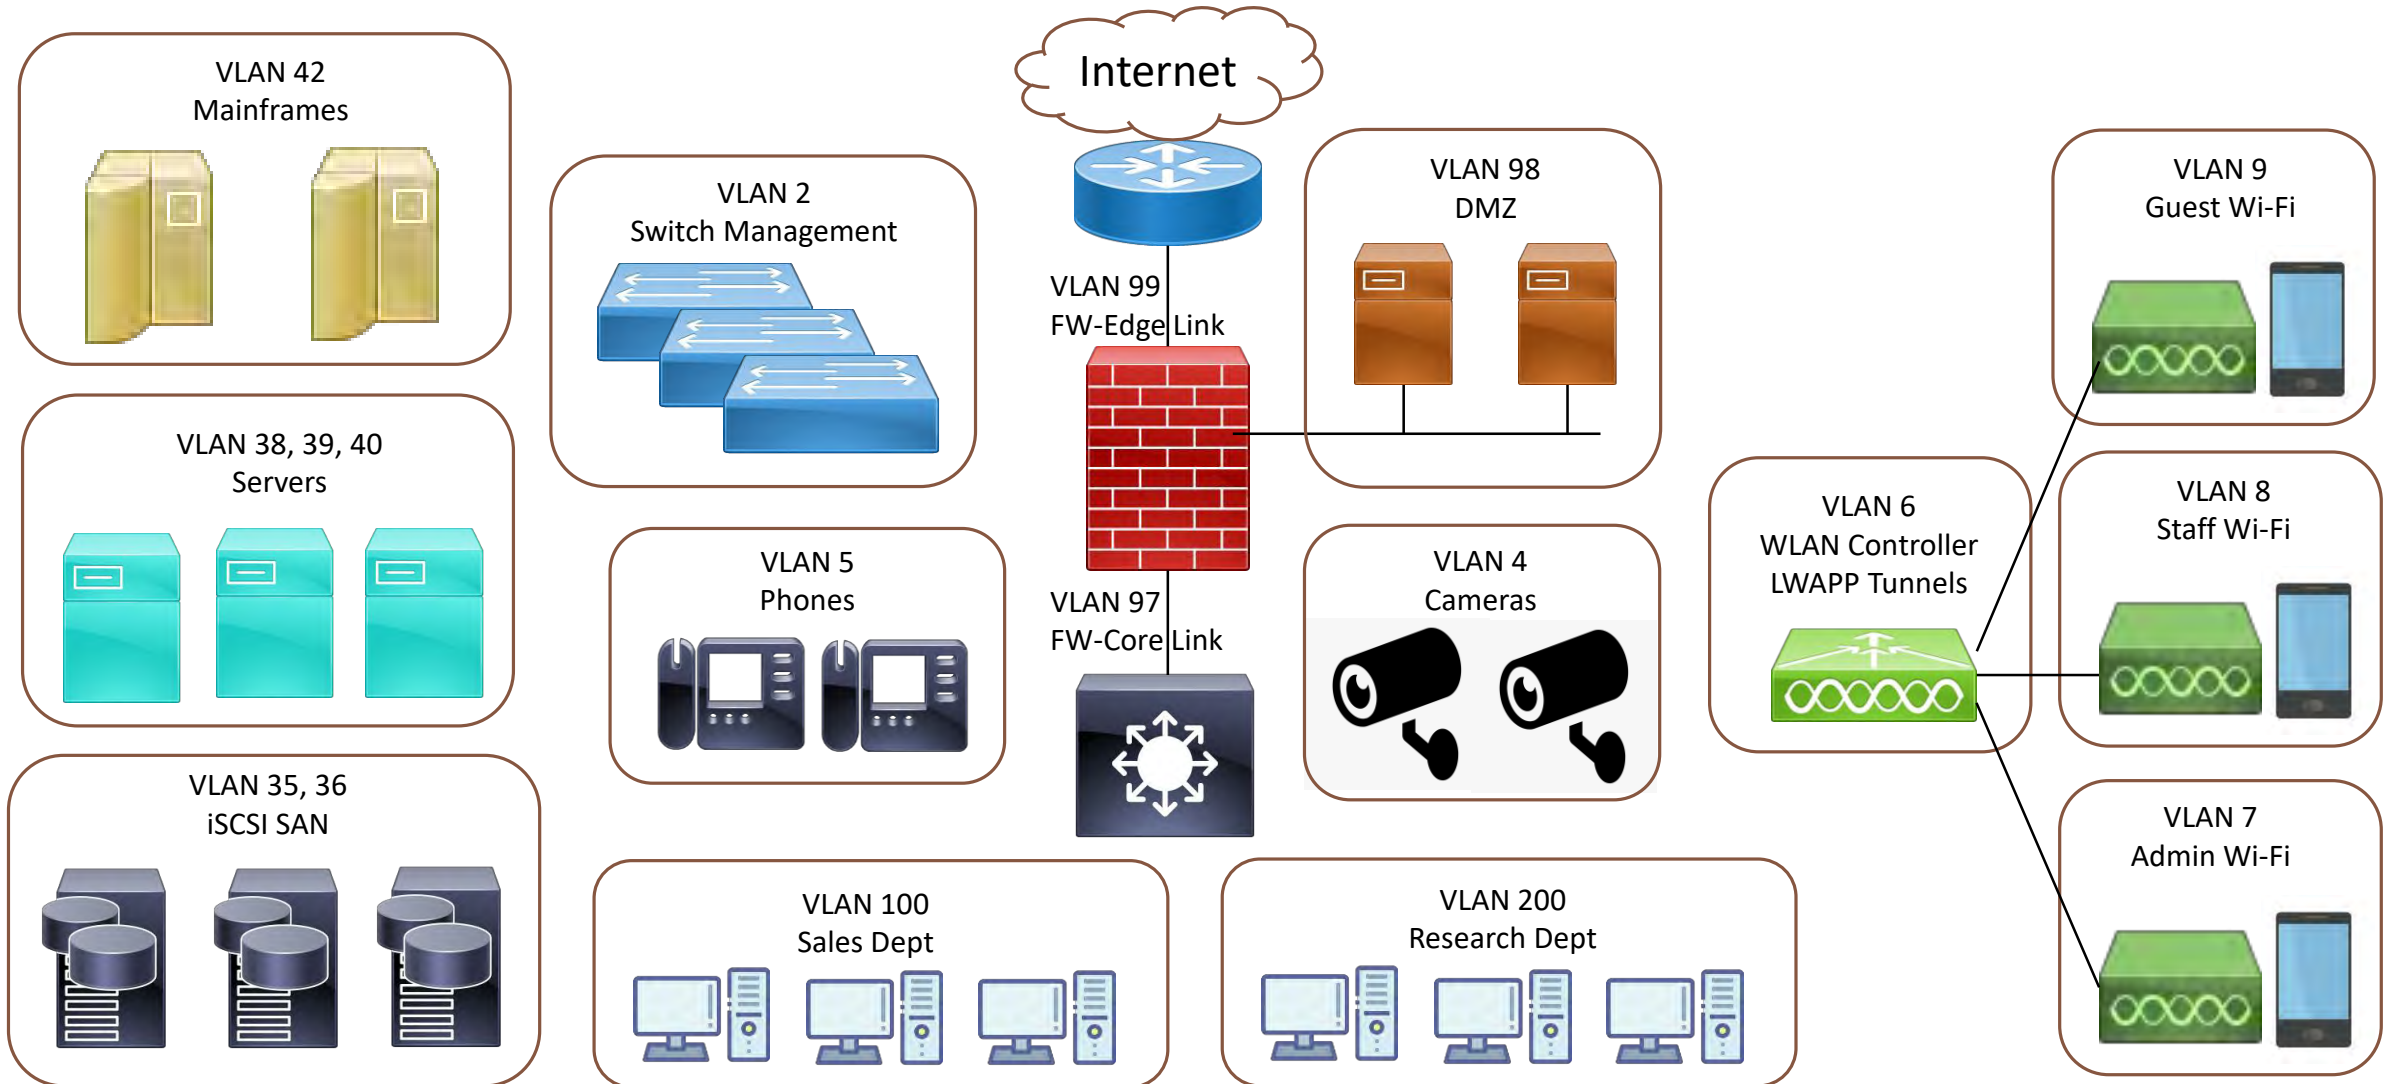 VLAN 42
Mainframes
Internet
VLAN 2
Switch Management
VLAN 98
DMZ
VLAN 9
Guest Wi-Fi
VLAN 99
FW-Edge Link
VLAN 38, 39, 40
Servers
VLAN 5
Phones
VLAN 97
FW-Core Link
VLAN 4
Cameras
VLAN 6
WLAN Controller
LWAPP Tunnels
VLAN 8
Staff Wi-Fi
VLAN 35, 36
iSCSI SAN
VLAN 100
Sales Dept
VLAN 200
Research Dept
VLAN 7
Admin Wi-Fi